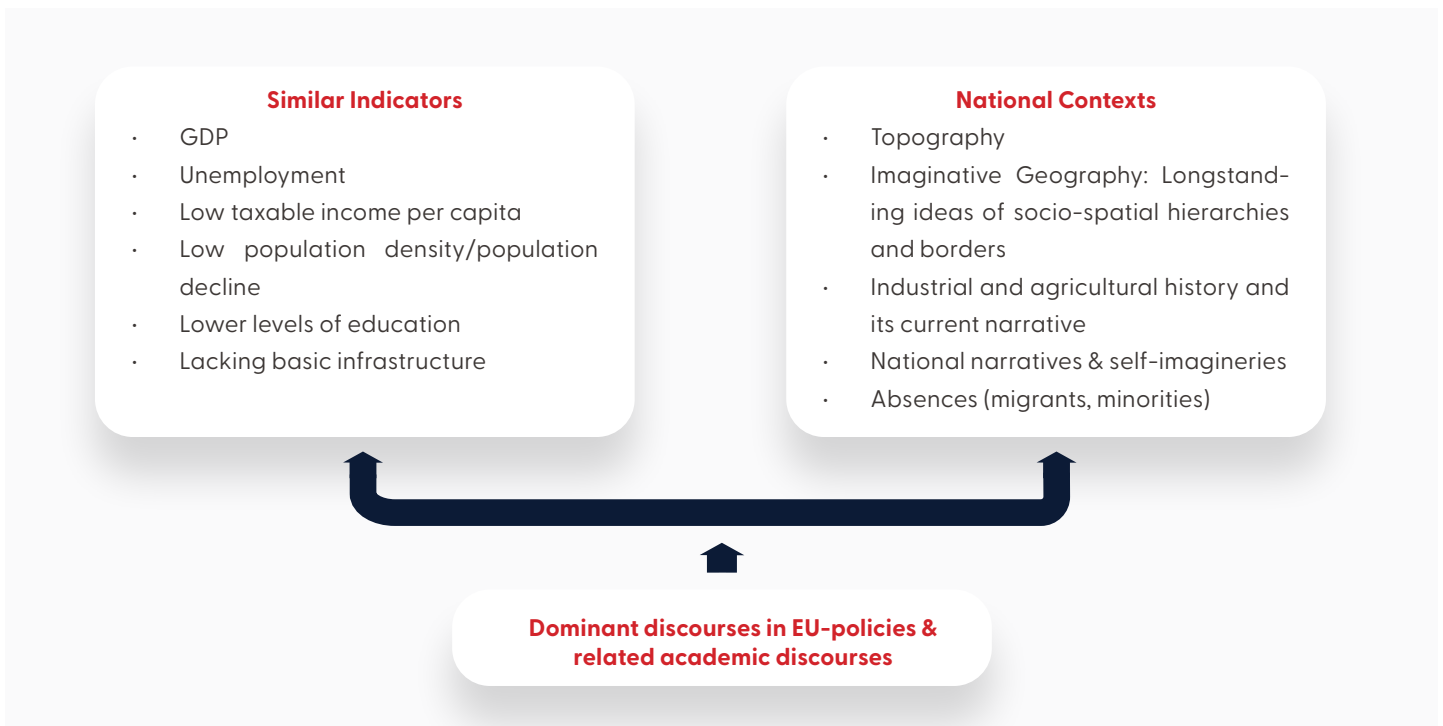 Similar Indicators
· GDP
· Unemployment
· Low taxable income per capita
· Low population density/population
decline
· Lower levels of education
· Lacking basic infrastructure
National Contexts
· Topography
· Imaginative Geography: Longstand-
ing ideas of socio-spatial hierarchies
and borders
· Industrial and agricultural history and
its current narrative
· National narratives & self-imagineries
· Absences (migrants, minorities)
Dominant discourses in EU-policies &
related academic discourses